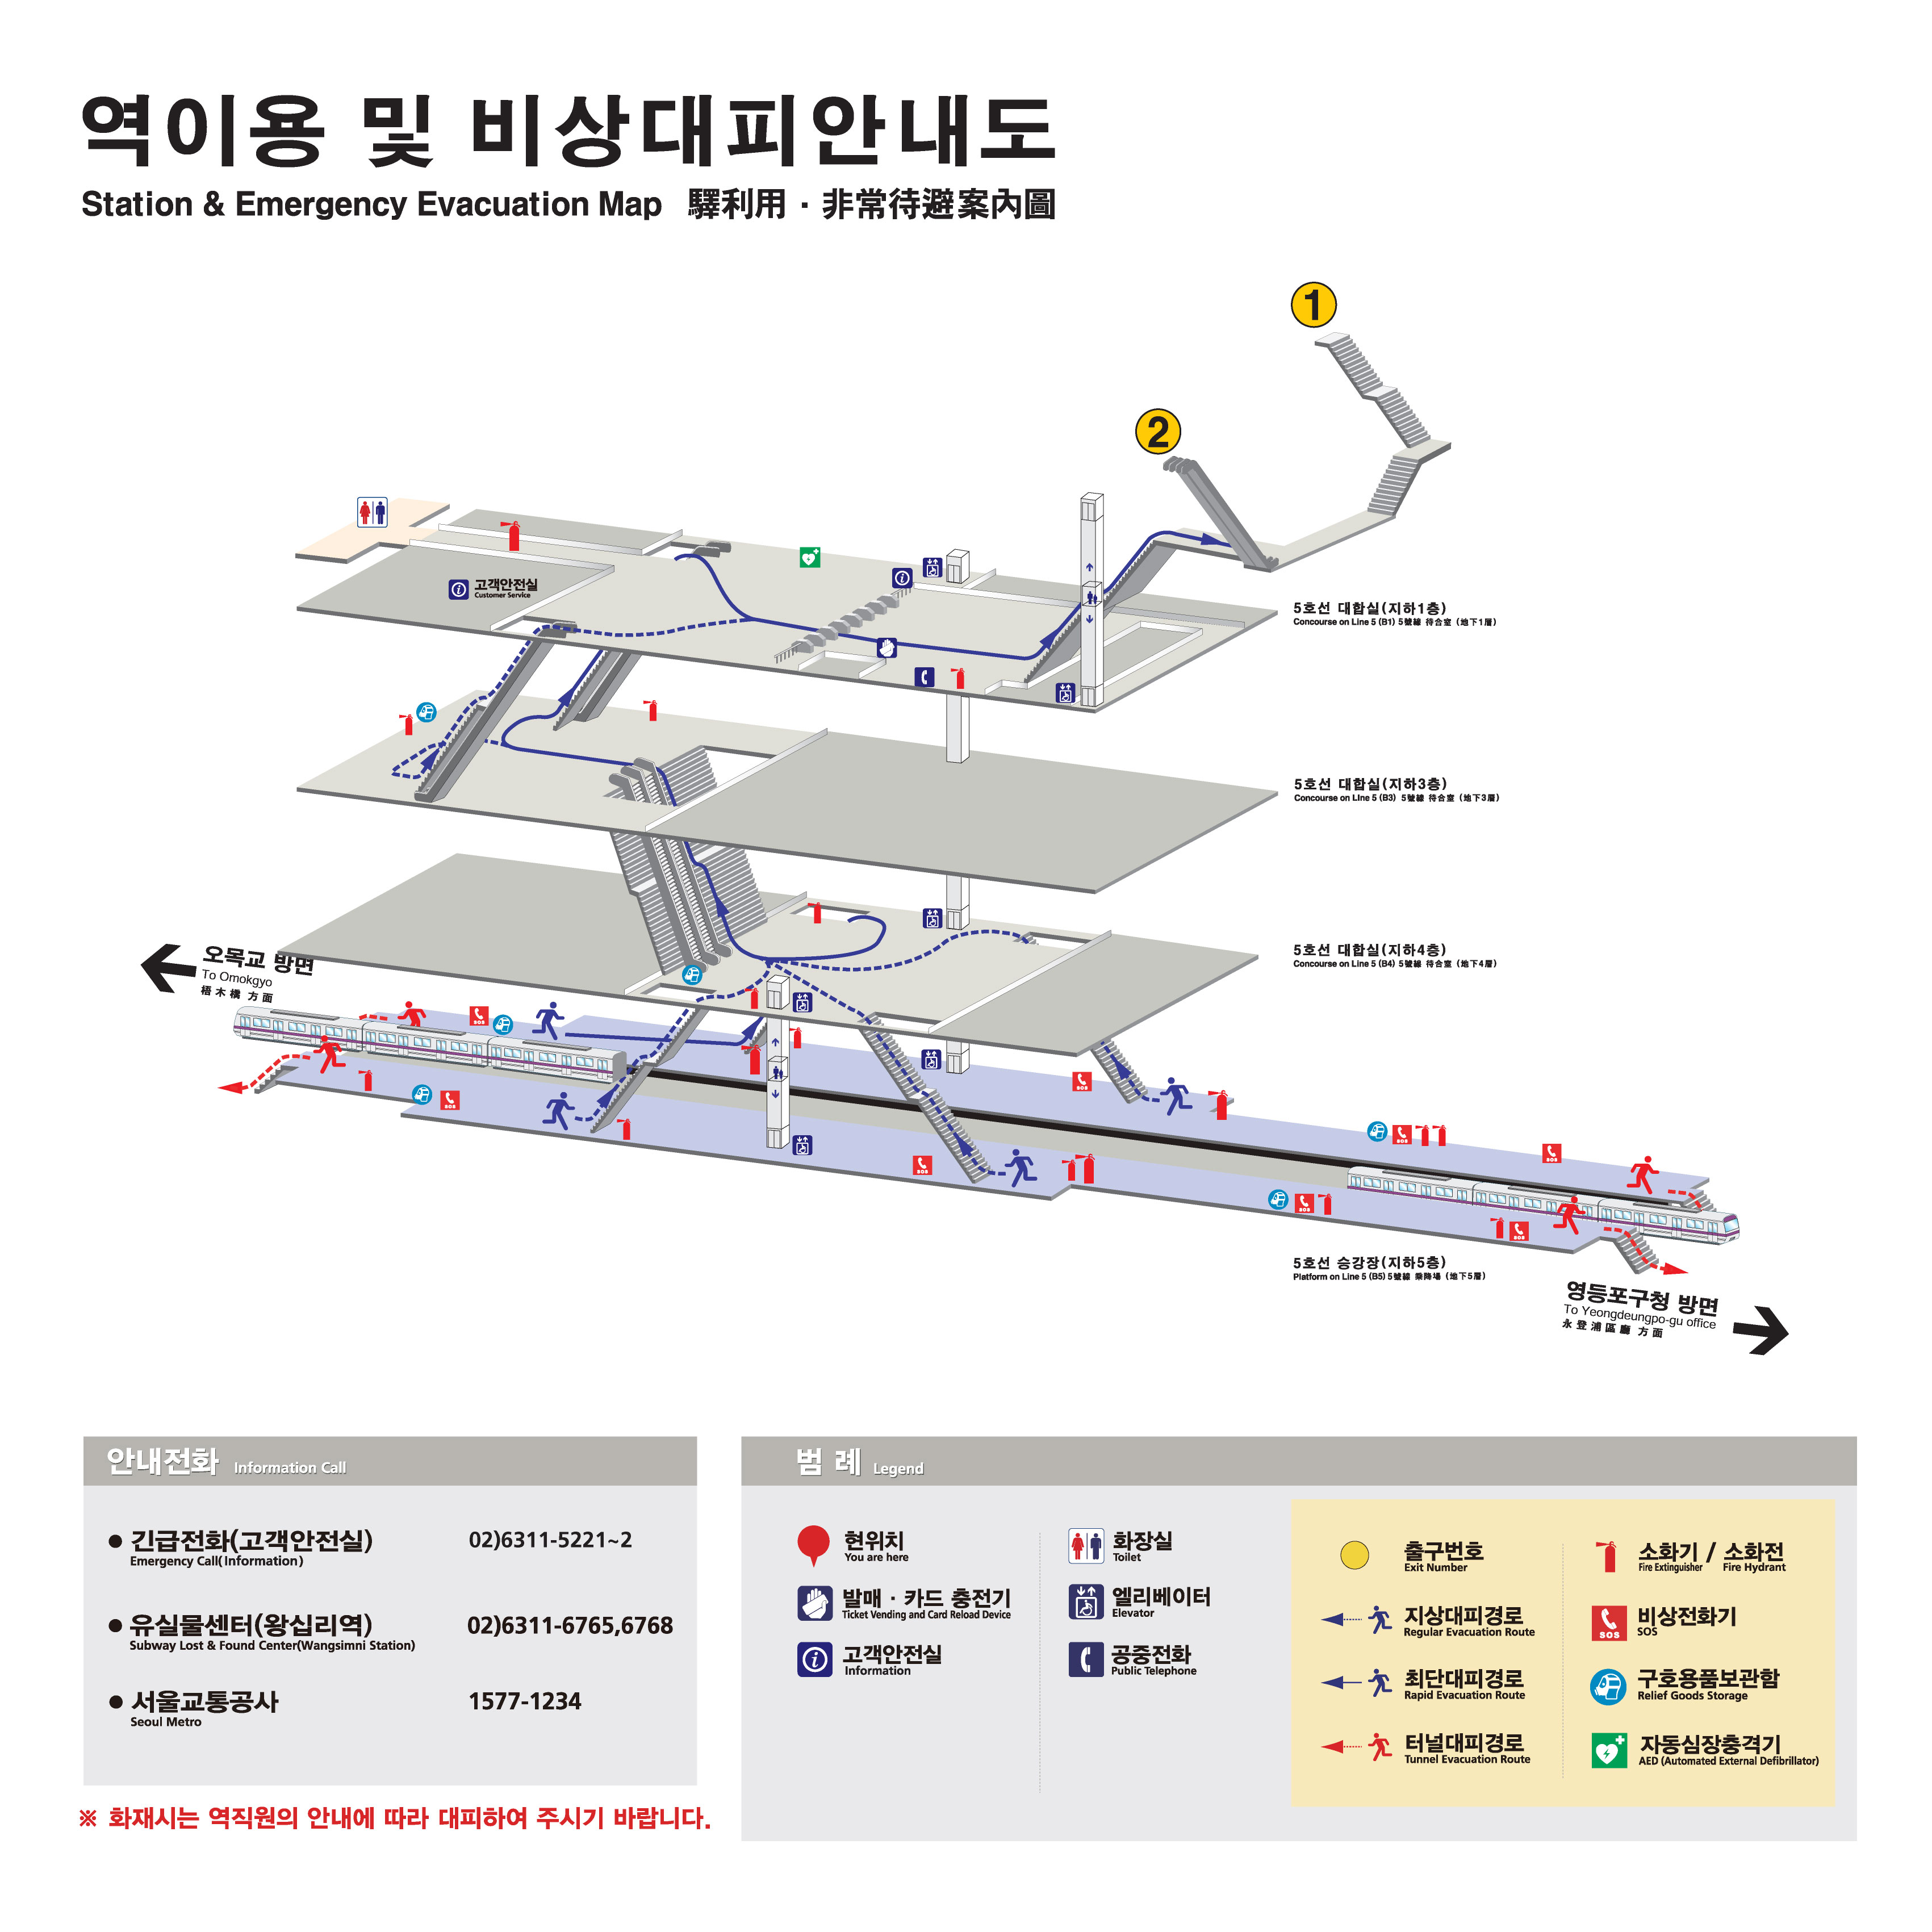 역이용 및 비상대피안내도
Station & Emergency Evacuation Map 驛利用 · 非常待避案內圖
1
2
고객안전실
Customer Service
5호선 대합실(지하1층)
Concourse on Line 5 (B1) 5號線 待合室 (地下1層)
5호선 대합실(지하3층)
Concourse on Line 5 (B3) 5號線 待合室 (地下3層)
5호선 대합실(지하4층)
Concourse on Line 5 (B4) 5號線 待合室 (地下4層)
오목교 방면
To Omokgyo
梧木橋 方面
SOS
SOS
SOS
SOS
SOS
SOS
SOS
SOS
5호선 승강장(지하5층)
Platform on Line 5 (B5) 5號線 乘降場 (地下5層)
영등포구청 방면
To Yeongdeungpo-gu office
永登浦區廳 方面
안내전화 Information Call
● 긴급전화(고객안전실) 02)6311-5221~2
Emergency Call(Information)
● 유실물센터(왕십리역) 02)6311-6765,6768
Subway Lost & Found Center(Wangsimni Station)
● 서울교통공사 1577-1234
Seoul Metro
※ 화재시는 역직원의 안내에 따라 대피하여 주시기 바랍니다.
범 례 Legend
현위치
You are here
발매 · 카드 충전기
Ticket Vending and Card Reload Device
고객안전실
Information
화장실
Toilet
엘리베이터
Elevator
공중전화
Public Telephone
출구번호
Exit Number
지상대피경로
Regular Evacuation Route
최단대피경로
Rapid Evacuation Route
터널대피경로
Tunnel Evacuation Route
소화기 / 소화전
Fire Extinguisher Fire Hydrant
SOS
비상전화기
SOS
구호용품보관함
Relief Goods Storage
자동심장충격기
AED (Automated External Defibrillator)